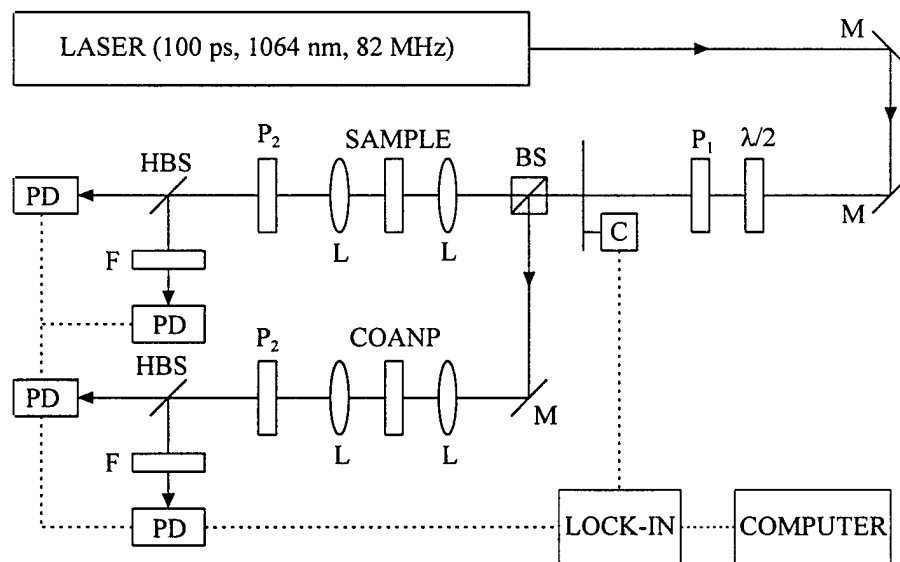 LASER (100 ps, 1064 nm, 82 MHz)
M
P₂
SAMPLE
BS
P₁
λ/2
HBS
PD
M
L
L
C
F
PD
P₂
COANP
HBS
PD
M
L
L
F
PD
LOCK-IN
COMPUTER